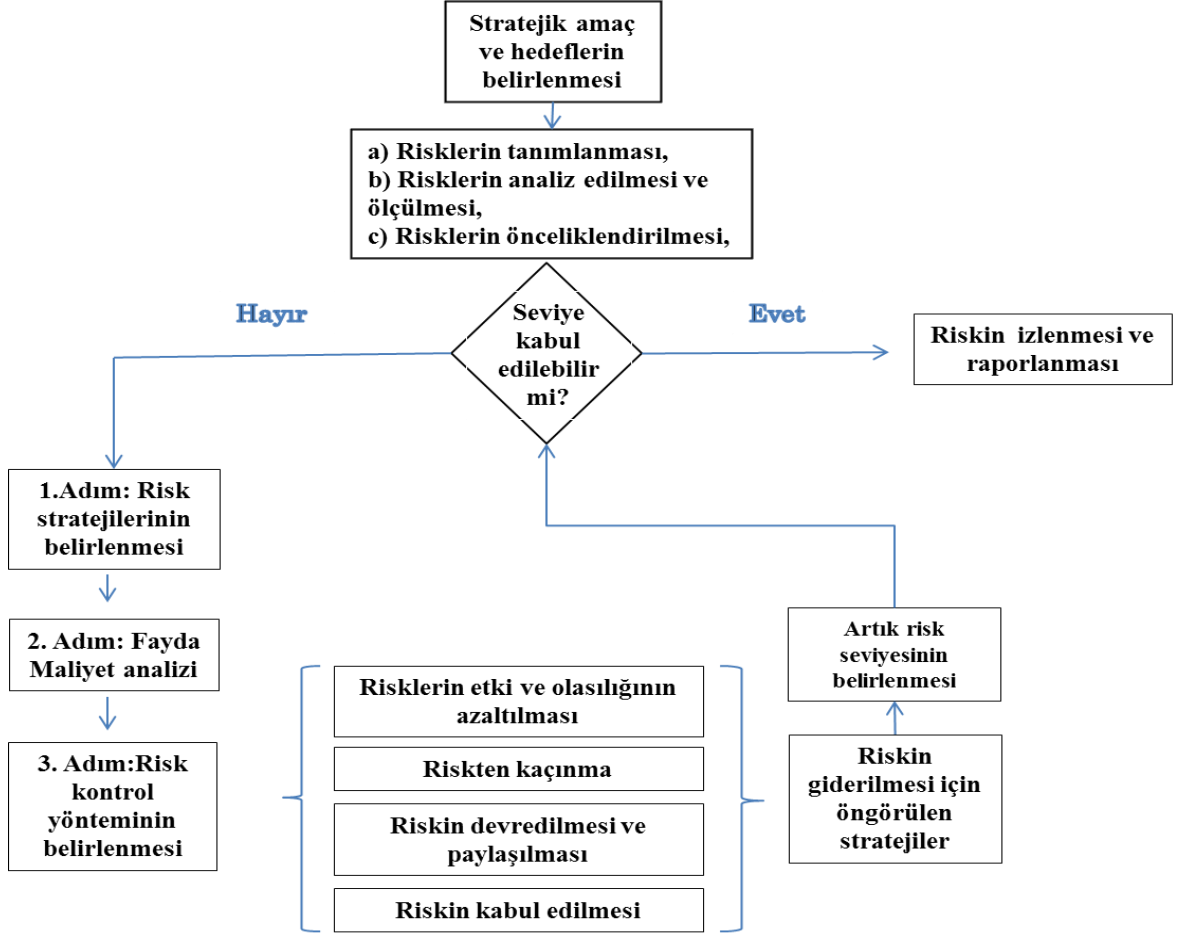 Stratejik amaç
ve hedeflerin
belirlenmesi
a) Risklerin tanımlanması,
b) Risklerin analiz edilmesi ve
ölçülmesi,
c) Risklerin önceliklendirilmesi,
Hayır
Seviye
kabul
edilebilir
mi?
Evet
Riskin izlenmesi ve
raporlanması
1.Adım: Risk
stratejilerinin
belirlenmesi
2. Adım: Fayda
Maliyet analizi
3. Adım:Risk
kontrol
yönteminin
belirlenmesi
Risklerin etki ve olasılığının
azaltılması
Riskten kaçınma
Riskin devredilmesi ve
paylaşılması
Riskin kabul edilmesi
Artık risk
seviyesinin
belirlenmesi
Riskin
giderilmesi için
öngörülen
stratejiler